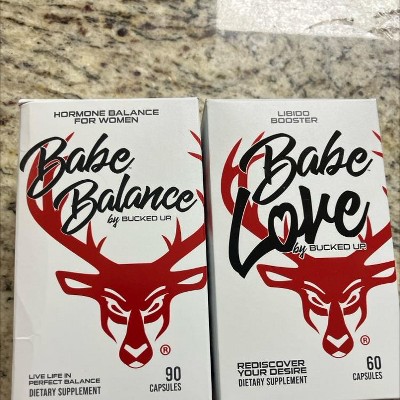 HORMONE BALANCE
FOR WOMEN
Babe
Balance
by BUCKED UP
®
LIVE LIFE IN
PERFECT BALANCE
DIETARY SUPPLEMENT
90
CAPSULES
LIBIDO
BOOSTER
Babe™
Love
by BUCKED UP
®
REDISCOVER
YOUR DESIRE
DIETARY SUPPLEMENT
60
CAPSULES